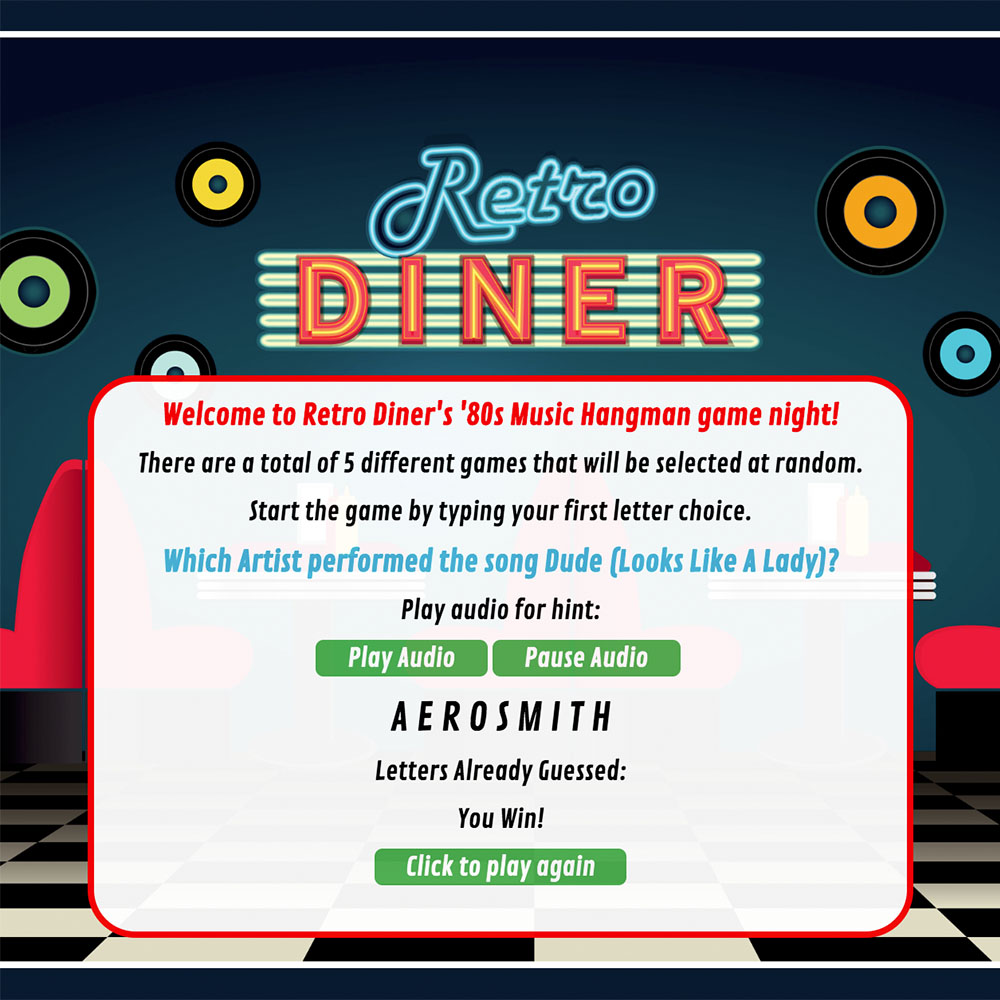 Retro
DINER
Welcome to Retro Diner's '80s Music Hangman game night!
There are a total of 5 different games that will be selected at random.
Start the game by typing your first letter choice.
Which Artist performed the song Dude (Looks Like A Lady)?
Play audio for hint:
Play Audio Pause Audio
A E R O S M I T H
Letters Already Guessed:
You Win!
Click to play again